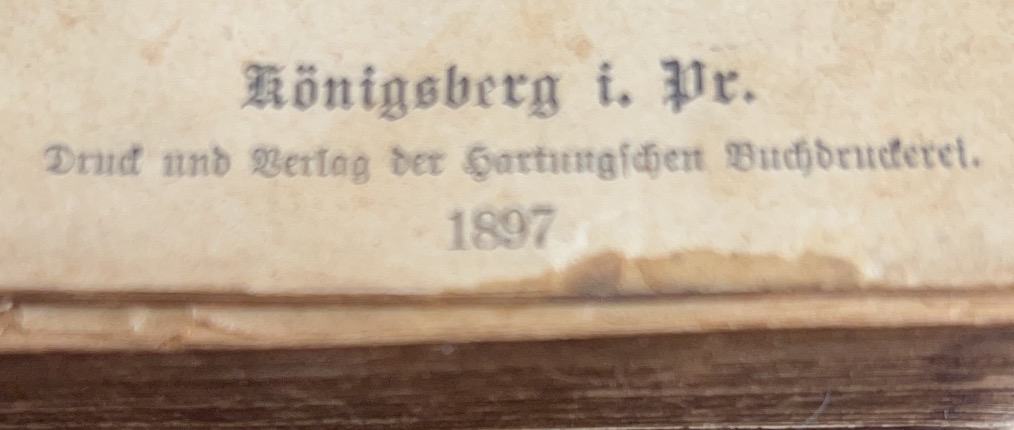 Königsberg i. Pr.
Druck und Verlag der Hartungschen Buchdruckerei.
1897